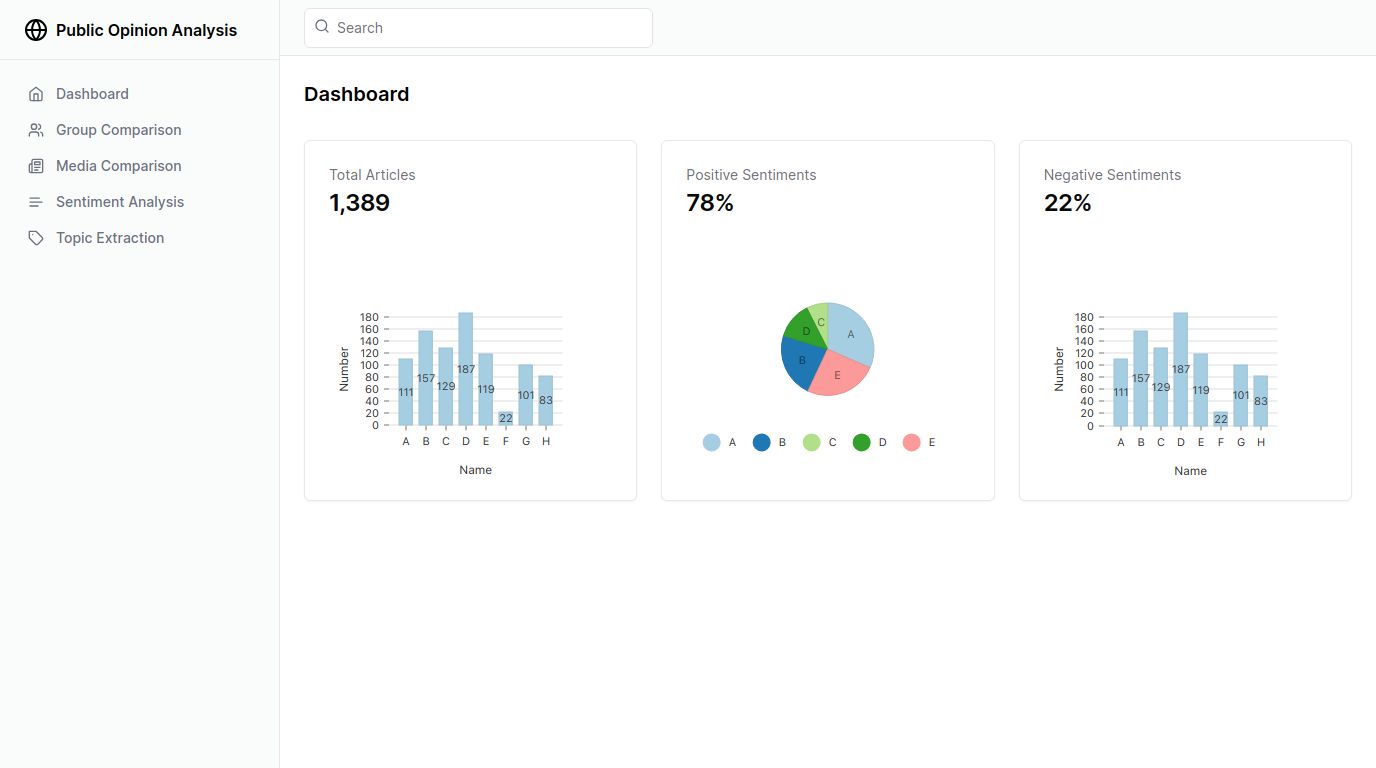 Public Opinion Analysis
Search
Dashboard
Group Comparison
Media Comparison
Sentiment Analysis
Topic Extraction
Dashboard
Total Articles
1,389
Number
180
160
140
120
100
80
60
40
20
0
111
157
129
187
119
22
101
83
A B C D E F G H
Name
Positive Sentiments
78%
A
B
C
D
E
A B C D E
Negative Sentiments
22%
Number
180
160
140
120
100
80
60
40
20
0
111
157
129
187
119
22
101
83
A B C D E F G H
Name